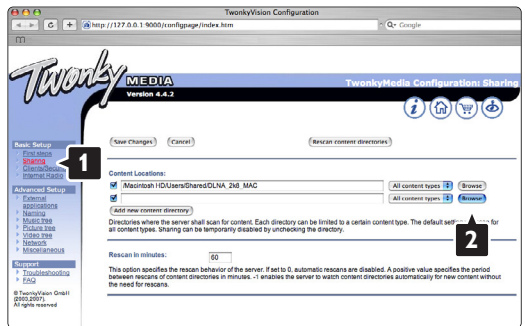 TwonkyVision Configuration
http://127.0.0.1:9000/configpage/index.htm
Q▾ Google
Twonky MEDIA
Version 4.4.2
TwonkyMedia Configuration: Sharing
Save Changes
Cancel
Rescan content directories
Basic Setup
First steps
Sharing
Clients/Security
Internet Radio
Advanced Setup
External applications
Naming
Music tree
Picture tree
Video tree
Network
Miscellaneous
Support
Troubleshooting
FAQ
© TwonkyVision GmbH
(2003,2007).
All rights reserved
1
Content Locations:
/Macintosh HD/Users/Shared/DLNA_2k8_MAC
All content types
Browse
All content types
Browse
Add new content directory
2
Directories where the server shall scan for content. Each directory can be limited to a certain content type. The default setting for
all content types. Sharing can be temporarily disabled by unchecking the directory.
Rescan in minutes:
60
This option specifies the rescan behavior of the server. If set to 0, automatic rescans are disabled. A positive value specifies the period
between rescans of content directories in minutes. -1 enables the server to watch content directories automatically for new content without
the need for rescans.